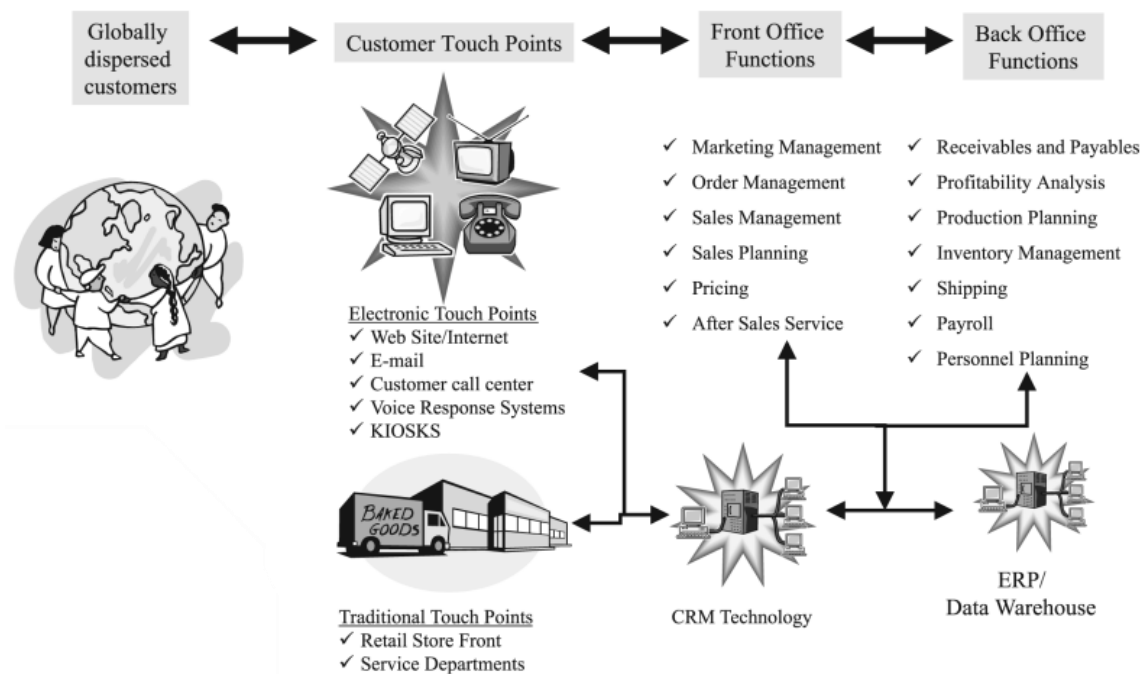 Globally
dispersed
customers
Customer Touch Points
Front Office
Functions
Back Office
Functions
✓ Marketing Management
✓ Order Management
✓ Sales Management
✓ Sales Planning
✓ Pricing
✓ After Sales Service
✓ Receivables and Payables
✓ Profitability Analysis
✓ Production Planning
✓ Inventory Management
✓ Shipping
✓ Payroll
✓ Personnel Planning
Electronic Touch Points
✓ Web Site/Internet
✓ E-mail
✓ Customer call center
✓ Voice Response Systems
✓ KIOSKS
BAKED
GOODS
Traditional Touch Points
✓ Retail Store Front
✓ Service Departments
CRM Technology
ERP/
Data Warehouse